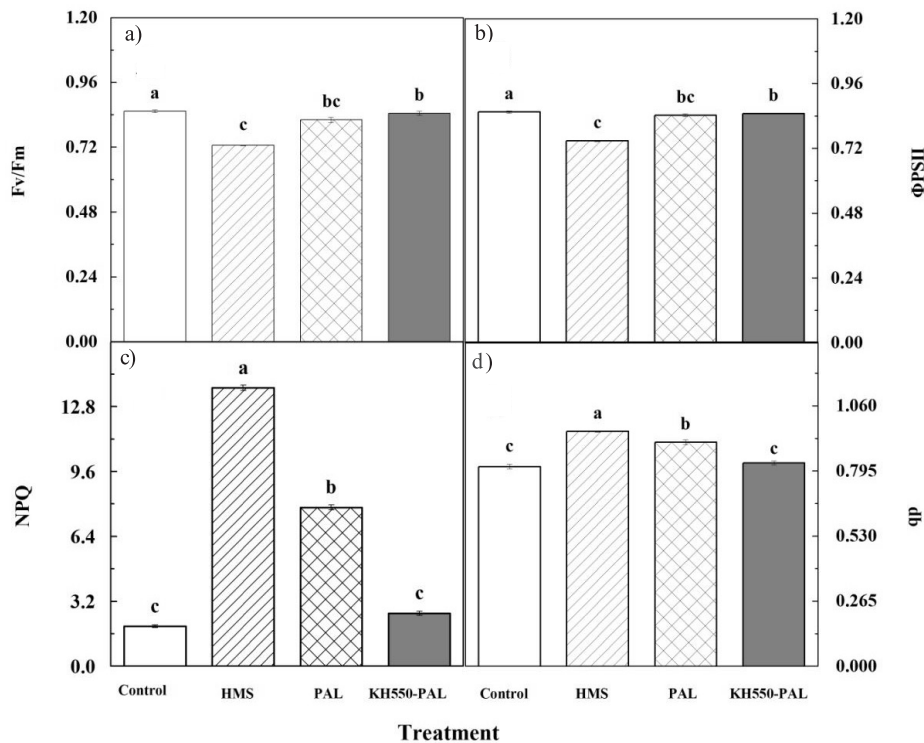 a)
1.20
0.96
0.72
0.48
0.24
0.00
Fv/Fm
a
c
bc
b
b)
1.20
0.96
0.72
0.48
0.24
0.00
ΦPSII
a
c
bc
b
c)
12.8
9.6
6.4
3.2
0.0
NPQ
c
a
b
c
d)
1.060
0.795
0.530
0.265
0.000
qp
c
a
b
c
Control HMS PAL KH550-PAL Control HMS PAL KH550-PAL
Treatment